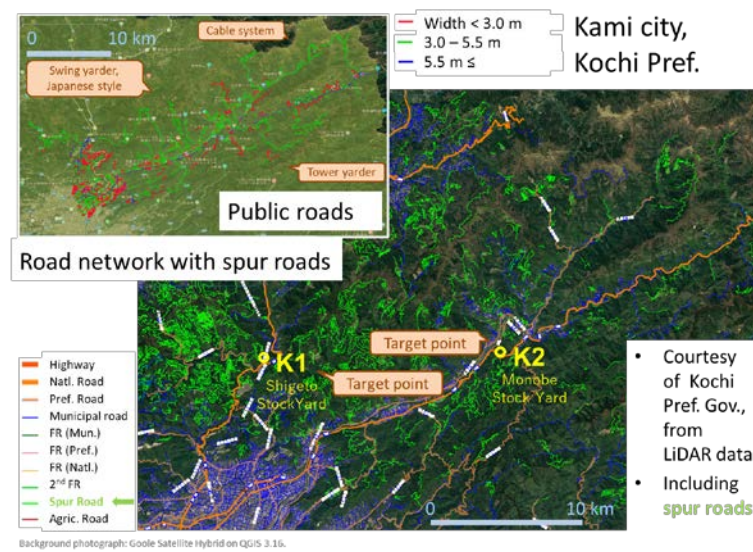 0
10 km
Cable system
Swing yarder,
Japanese style
Tower yarder
Public roads
Width < 3.0 m
3.0 – 5.5 m
5.5 m ≤
Kami city,
Kochi Pref.
Road network with spur roads
K1
Shigeto
StockYard
Target point
Target point
K2
Monobe
Stock Yard
Highway
Natl. Road
Pref. Road
Municipal road
FR (Mun.)
FR (Pref.)
FR (Natl.)
2nd FR
Spur Road
Agric. Road
• Courtesy
of Kochi
Pref. Gov.,
from
LiDAR data
• Including
spur roads
0
10 km
Background photograph: Goole Satellite Hybrid on QGIS 3.16.